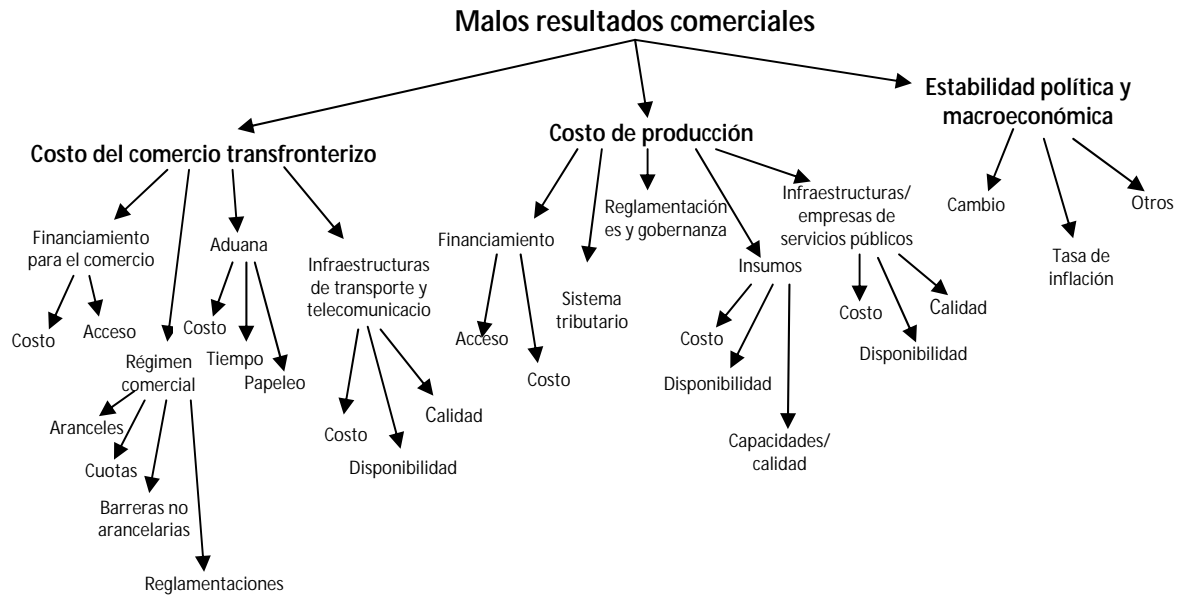 Malos resultados comerciales
Estabilidad política y
macroeconómica
Costo de producción
Costo del comercio transfronterizo
Cambio
Otros
Tasa de
inflación
Financiamiento
para el comercio
Costo
Acceso
Régimen
comercial
Aranceles
Cuotas
Barreras no
arancelarias
Reglamentaciones
Aduana
Costo
Tiempo
Papeleo
Infraestructuras
de transporte y
telecomunicacio
Costo
Disponibilidad
Calidad
Financiamiento
Acceso
Costo
Sistema
tributario
Reglamentación
es y gobernanza
Insumos
Costo
Disponibilidad
Capacidades/
calidad
Infraestructuras/
empresas de
servicios públicos
Costo
Disponibilidad
Calidad